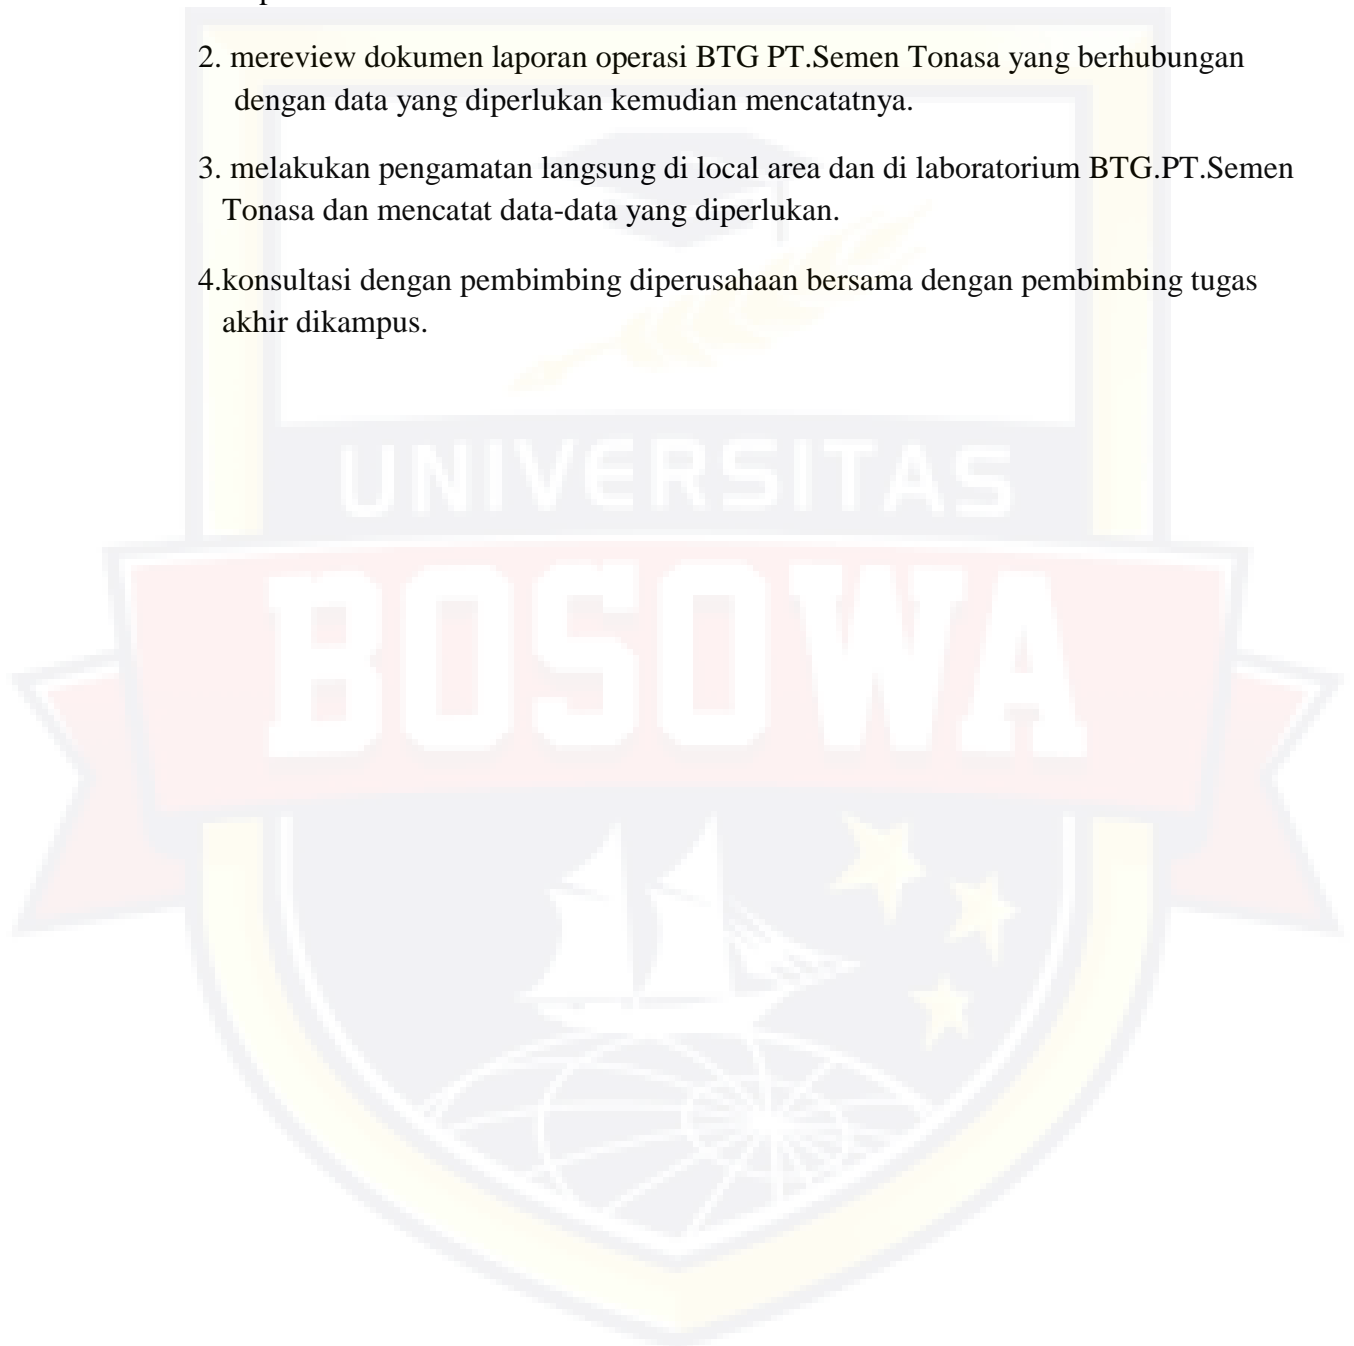 2. mereview dokumen laporan operasi BTG PT.Semen Tonasa yang berhubungan
dengan data yang diperlukan kemudian mencatatnya.
3. melakukan pengamatan langsung di local area dan di laboratorium BTG.PT.Semen
Tonasa dan mencatat data-data yang diperlukan.
4.konsultasi dengan pembimbing diperusahaan bersama dengan pembimbing tugas
akhir dikampus.
UNIVERSITAS
BOSOWA